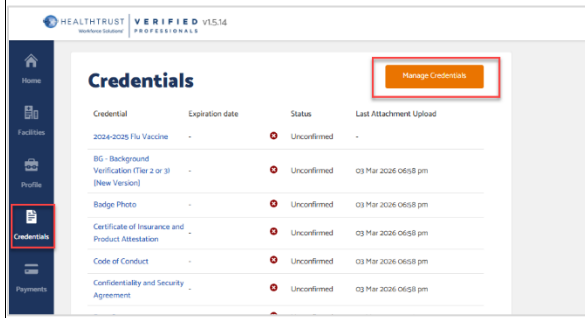 HEALTHTRUST VERIFIED v1.5.14
Workforce Solutions PROFESSIONALS
Home
Facilities
Profile
Credentials
Payments
Credentials
Manage Credentials
Credential Expiration date Status Last Attachment Upload
2024-2025 Flu Vaccine - Unconfirmed -
BG - Background
Verification (Tier 2 or 3) - Unconfirmed 03 Mar 2026 06:58 pm
[New Version]
Badge Photo - Unconfirmed 03 Mar 2026 06:58 pm
Certificate of Insurance and
Product Attestation - Unconfirmed 03 Mar 2026 06:58 pm
Code of Conduct - Unconfirmed 03 Mar 2026 06:58 pm
Confidentiality and Security
Agreement - Unconfirmed 03 Mar 2026 06:58 pm